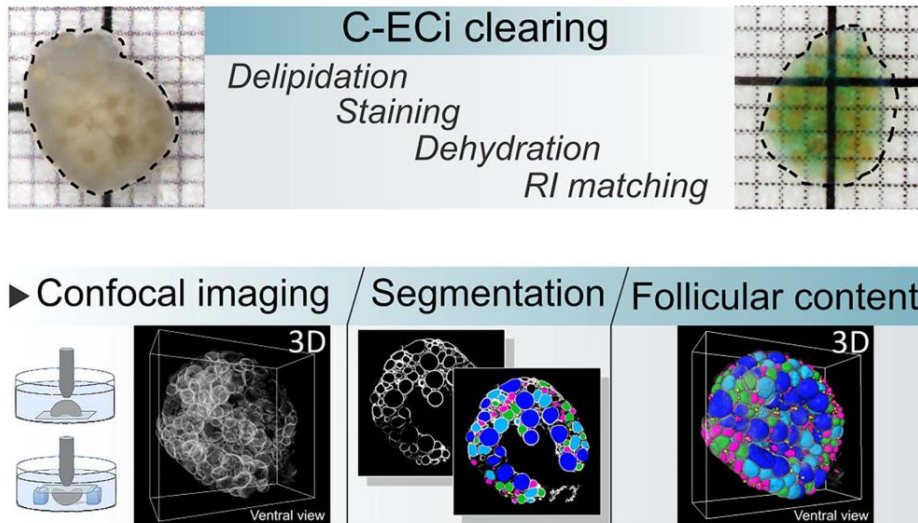 C-ECi clearing
Delipidation
Staining
Dehydration
RI matching
▶ Confocal imaging
Segmentation
Follicular content
3D
Ventral view
3D
Ventral view